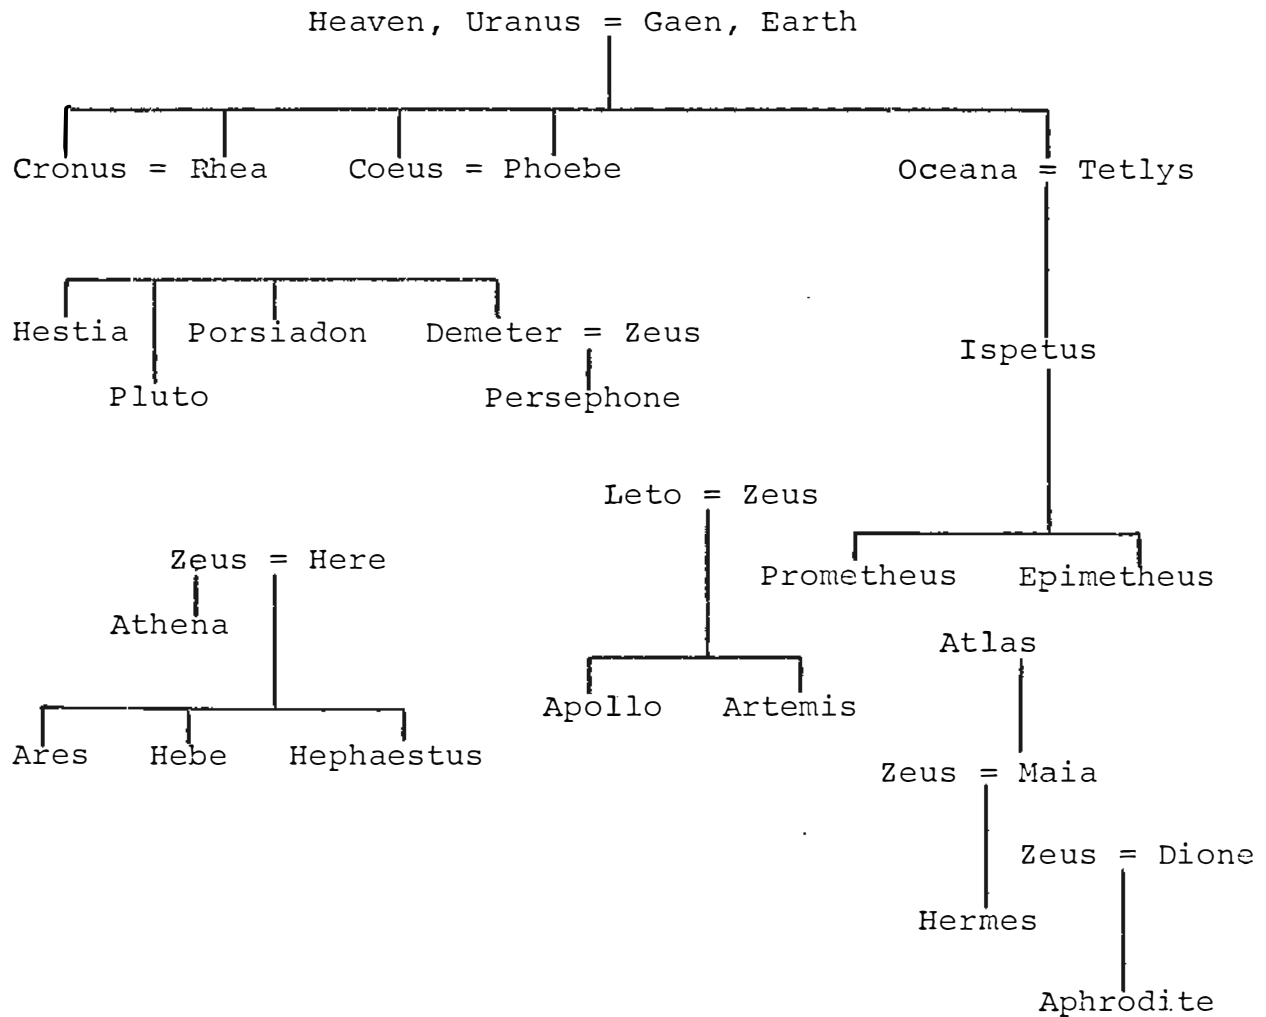 Heaven, Uranus = Gaen, Earth
Cronus = Rhea Coeus = Phoebe Oceana = Tetlys
Hestia Porsiadon Demeter = Zeus
Ispetus
Pluto Persephone
Leto = Zeus
Zeus = Here
Prometheus Epimetheus
Athena
Atlas
Apollo Artemis
Ares Hebe Hephaestus
Zeus = Maia
Zeus = Dione
Hermes
Aphrodite